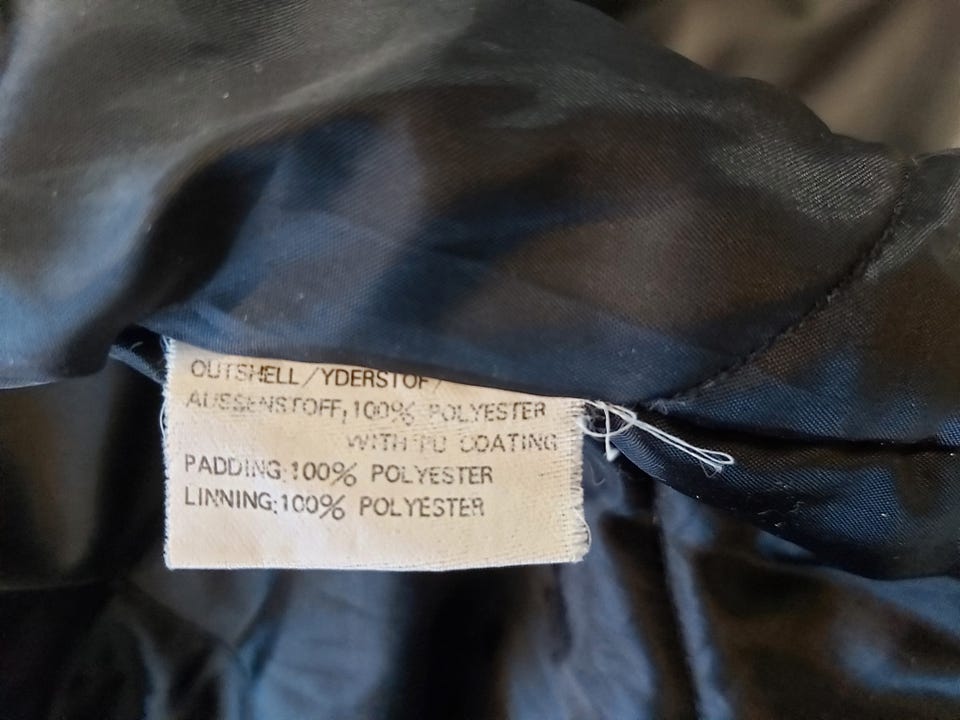 OUTSHELL/YDERSTOF/
AUSSENSTOFF,100% POLYESTER
WITH PU COATING
PADDING:100% POLYESTER
LINNING:100% POLYESTER